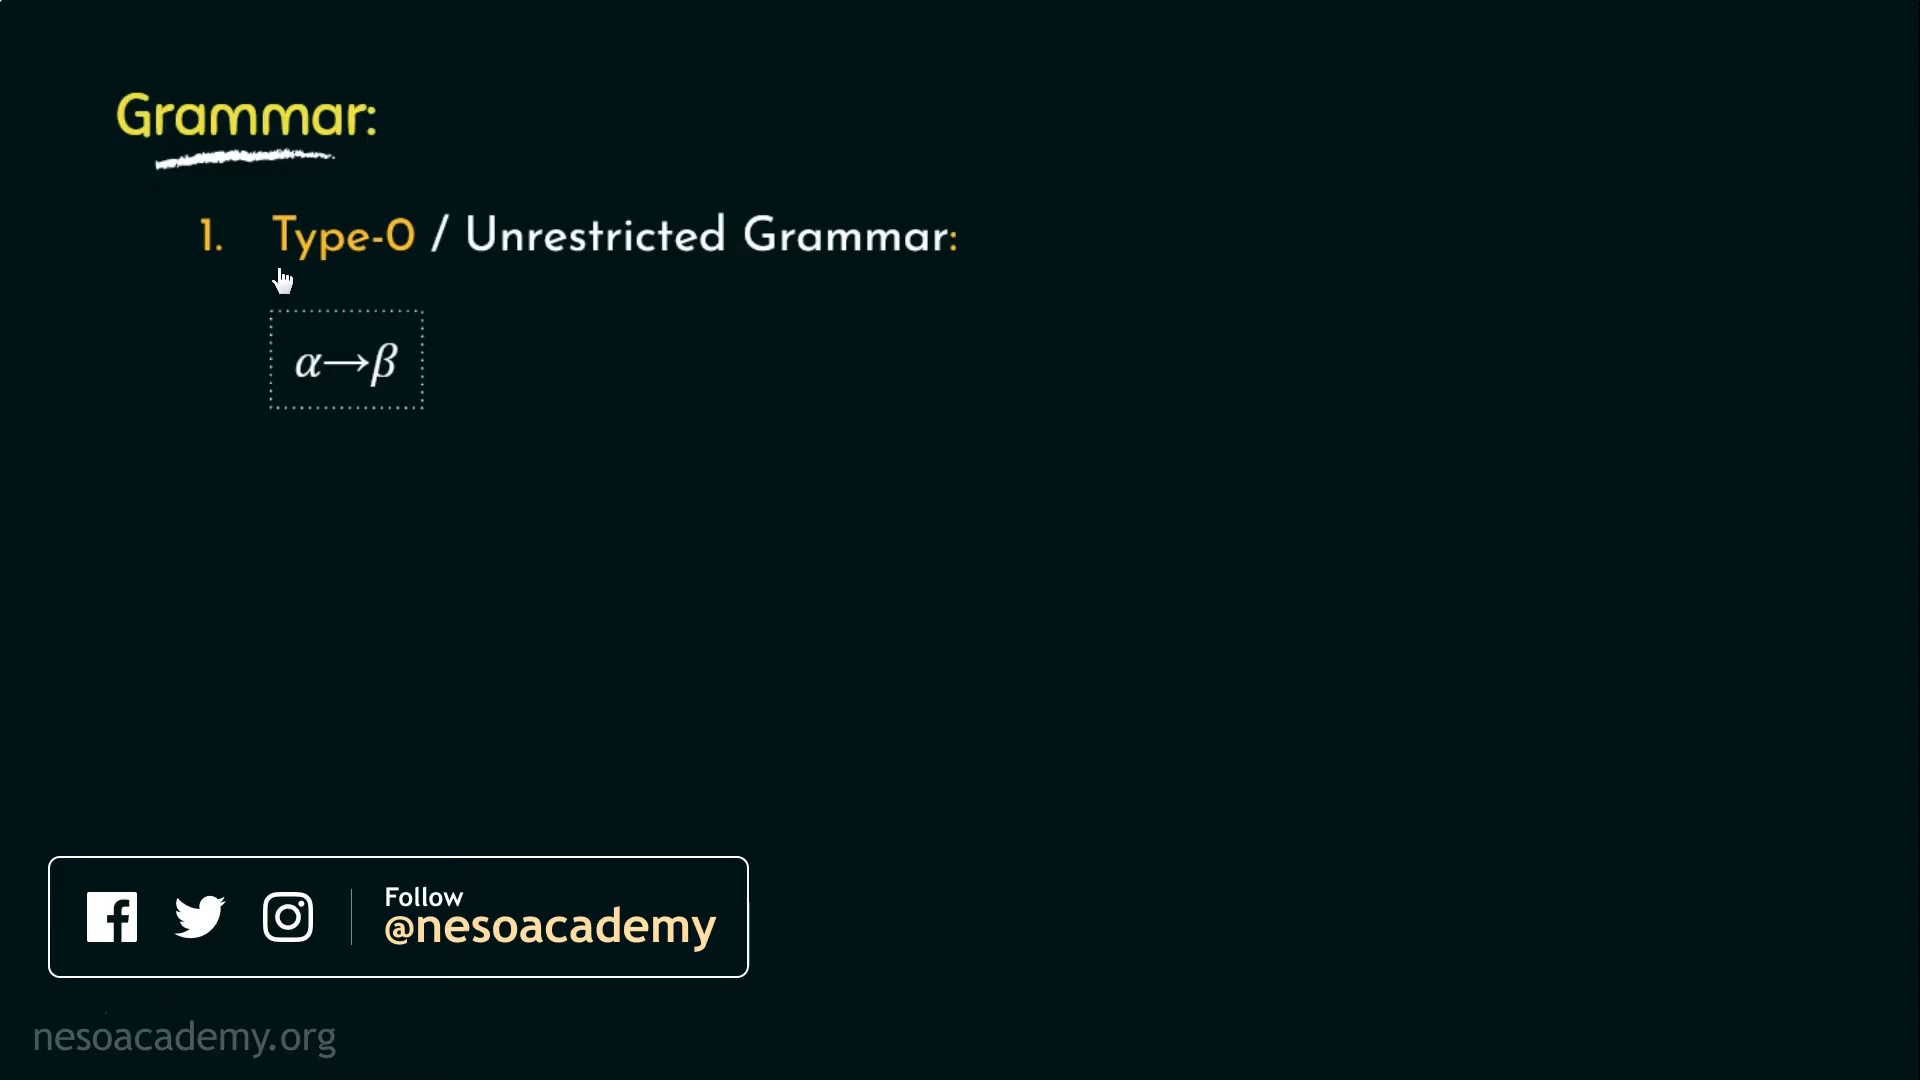 Grammar:
1. Type-0 / Unrestricted Grammar:
α→β
Follow
@nesoacademy
nesoacademy.org